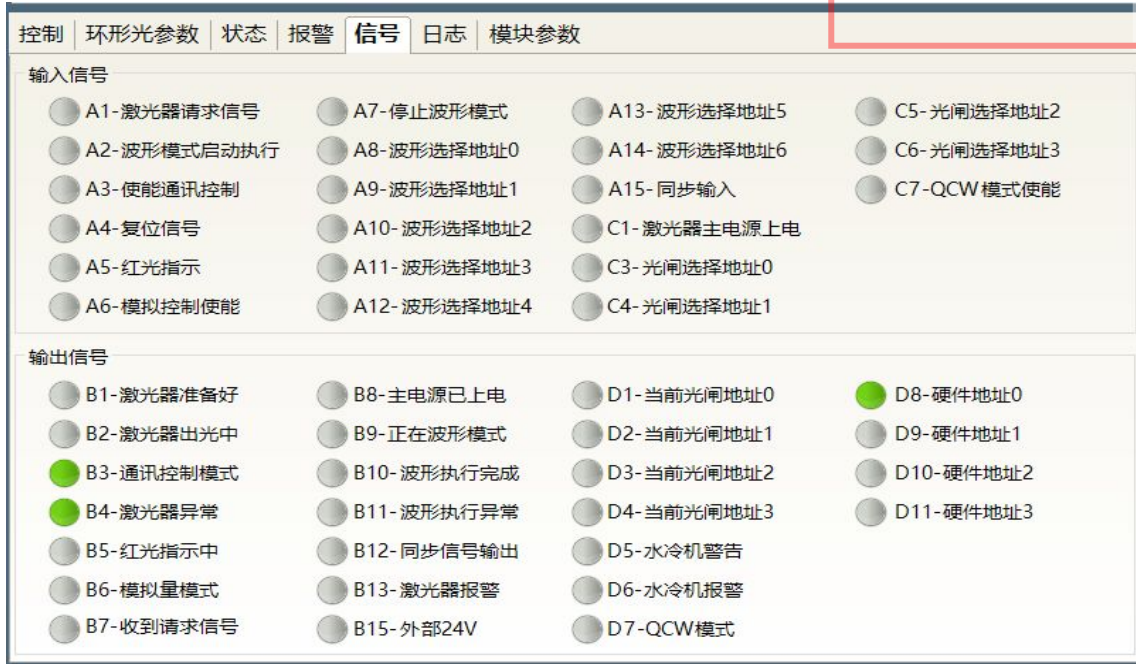 控制 环形光参数 状态 报警 信号 日志 模块参数
输入信号
A1-激光器请求信号 A7-停止波形模式 A13-波形选择地址5 C5-光闸选择地址2
A2-波形模式启动执行 A8-波形选择地址0 A14-波形选择地址6 C6-光闸选择地址3
A3-使能通讯控制 A9-波形选择地址1 A15-同步输入 C7-QCW模式使能
A4-复位信号 A10-波形选择地址2 C1-激光器主电源上电
A5-红光指示 A11-波形选择地址3 C3-光闸选择地址0
A6-模拟控制使能 A12-波形选择地址4 C4-光闸选择地址1
输出信号
B1-激光器准备好 B8-主电源已上电 D1-当前光闸地址0 D8-硬件地址0
B2-激光器出光中 B9-正在波形模式 D2-当前光闸地址1 D9-硬件地址1
B3-通讯控制模式 B10-波形执行完成 D3-当前光闸地址2 D10-硬件地址2
B4-激光器异常 B11-波形执行异常 D4-当前光闸地址3 D11-硬件地址3
B5-红光指示中 B12-同步信号输出 D5-水冷机警告
B6-模拟量模式 B13-激光器报警 D6-水冷机报警
B7-收到请求信号 B15-外部24V D7-QCW模式